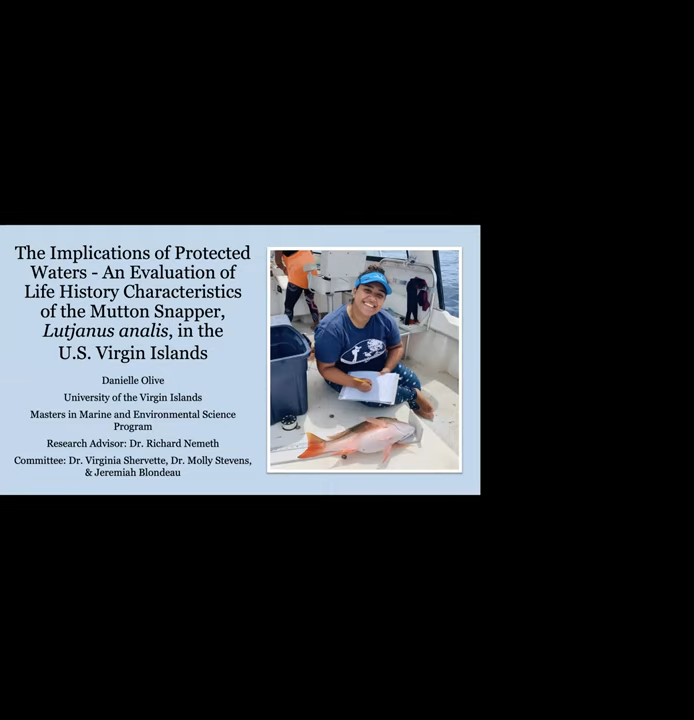 The Implications of Protected
Waters - An Evaluation of
Life History Characteristics
of the Mutton Snapper,
Lutjanus analis, in the
U.S. Virgin Islands
Danielle Olive
University of the Virgin Islands
Masters in Marine and Environmental Science
Program
Research Advisor: Dr. Richard Nemeth
Committee: Dr. Virginia Shervette, Dr. Molly Stevens,
& Jeremiah Blondeau